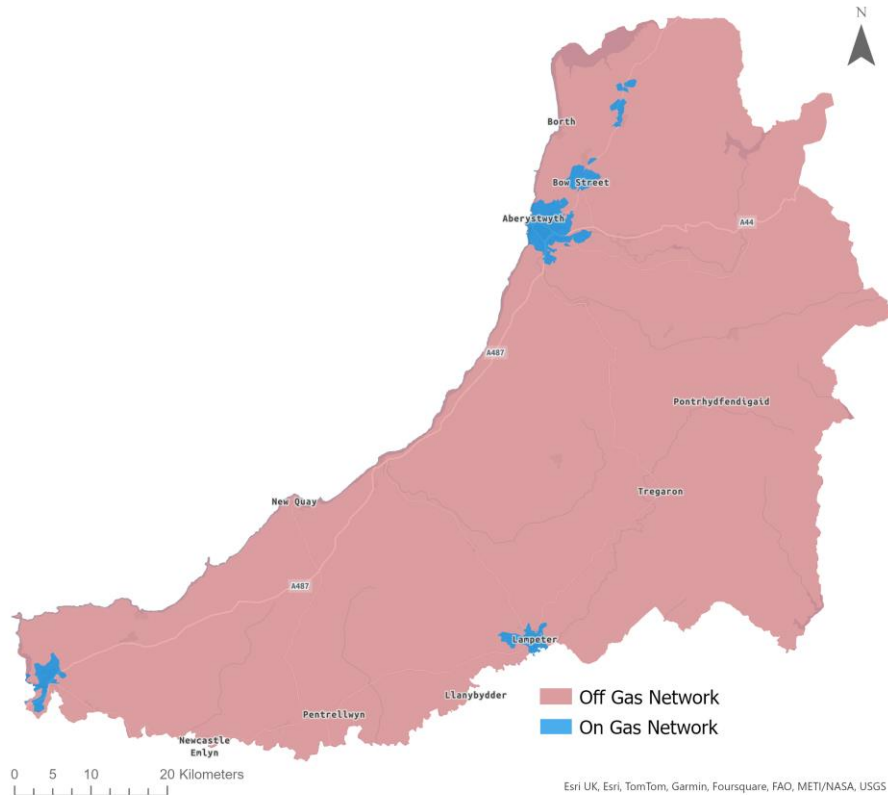 N
Borth
Bow Street
Aberystwyth
A44
A487
Pontrhydfendigaid
Tregaron
New Quay
A487
Lampeter
Llanybydder
Off Gas Network
Pentrellwyn
On Gas Network
Newcastle
Emlyn
0 5 10 20 Kilometers
Esri UK, Esri, TomTom, Garmin, Foursquare, FAO, METI/NASA, USGS